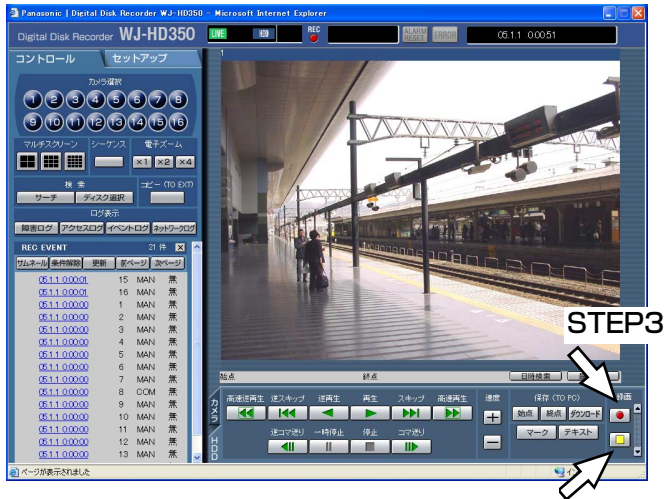 Panasonic | Digital Disk Recorder WJ-HD350 - Microsoft Internet Explorer
Digital Disk Recorder WJ-HD350
LIVE HDD REC ALARM RESET ERROR 05.1.1 0:00:51
コントロール セットアップ
1
カメラ選択
1 2 3 4 5 6 7 8
9 10 11 12 13 14 15 16
マルチスクリーン シーケンス 電子ズーム
×1 ×2 ×4
検 索 コピー (TO EXT)
サーチ ディスク選択
ログ表示
障害ログ アクセスログ イベントログ ネットワークログ
REC EVENT 21 件
サムネール 条件解除 更新 前ページ 次ページ
05.1.1 0:00:01 15 MAN 無
05.1.1 0:00:01 16 MAN 無
05.1.1 0:00:00 1 MAN 無
05.1.1 0:00:00 2 MAN 無
05.1.1 0:00:00 3 MAN 無
05.1.1 0:00:00 4 MAN 無
05.1.1 0:00:00 5 MAN 無
05.1.1 0:00:00 6 MAN 無
05.1.1 0:00:00 7 MAN 無
05.1.1 0:00:00 8 COM 無
05.1.1 0:00:00 9 MAN 無
05.1.1 0:00:00 10 MAN 無
05.1.1 0:00:00 11 MAN 無
05.1.1 0:00:00 12 MAN 無
05.1.1 0:00:00 13 MAN 無
STEP3
始点 終点 日時検索
カメラ
HDD
高速逆再生 逆スキップ 逆再生 再生 スキップ 高速再生 速度 保存 (TO PC) 録画
始点 終点 ダウンロード
逆コマ送り 一時停止 停止 コマ送り
マーク テキスト
ページが表示されました